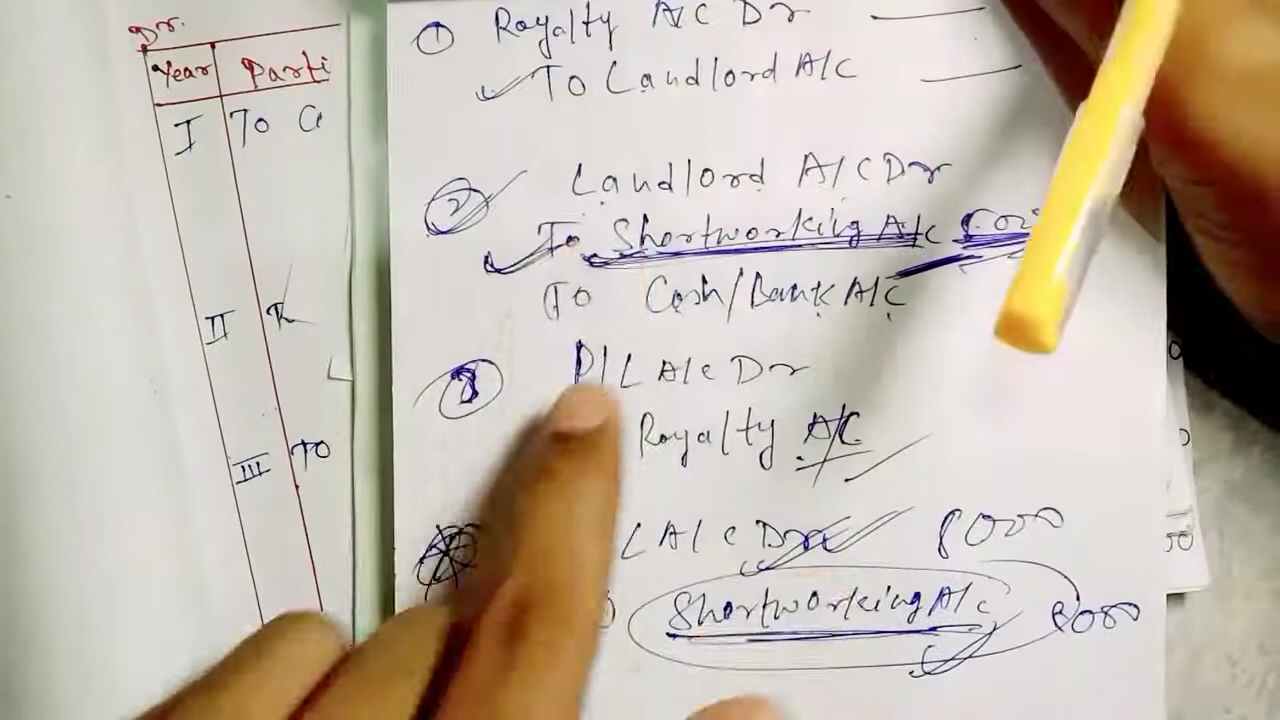 Dr.
Year Parti
I To C
II
III To
① Royalty A/C Dr
To Landlord A/C
② Landlord A/C Dr
To Shortworking A/c
To Cash/Bank A/C
③ P/L A/c Dr
Royalty A/C
L A/c Dr 8000
Shortworking A/c 8000